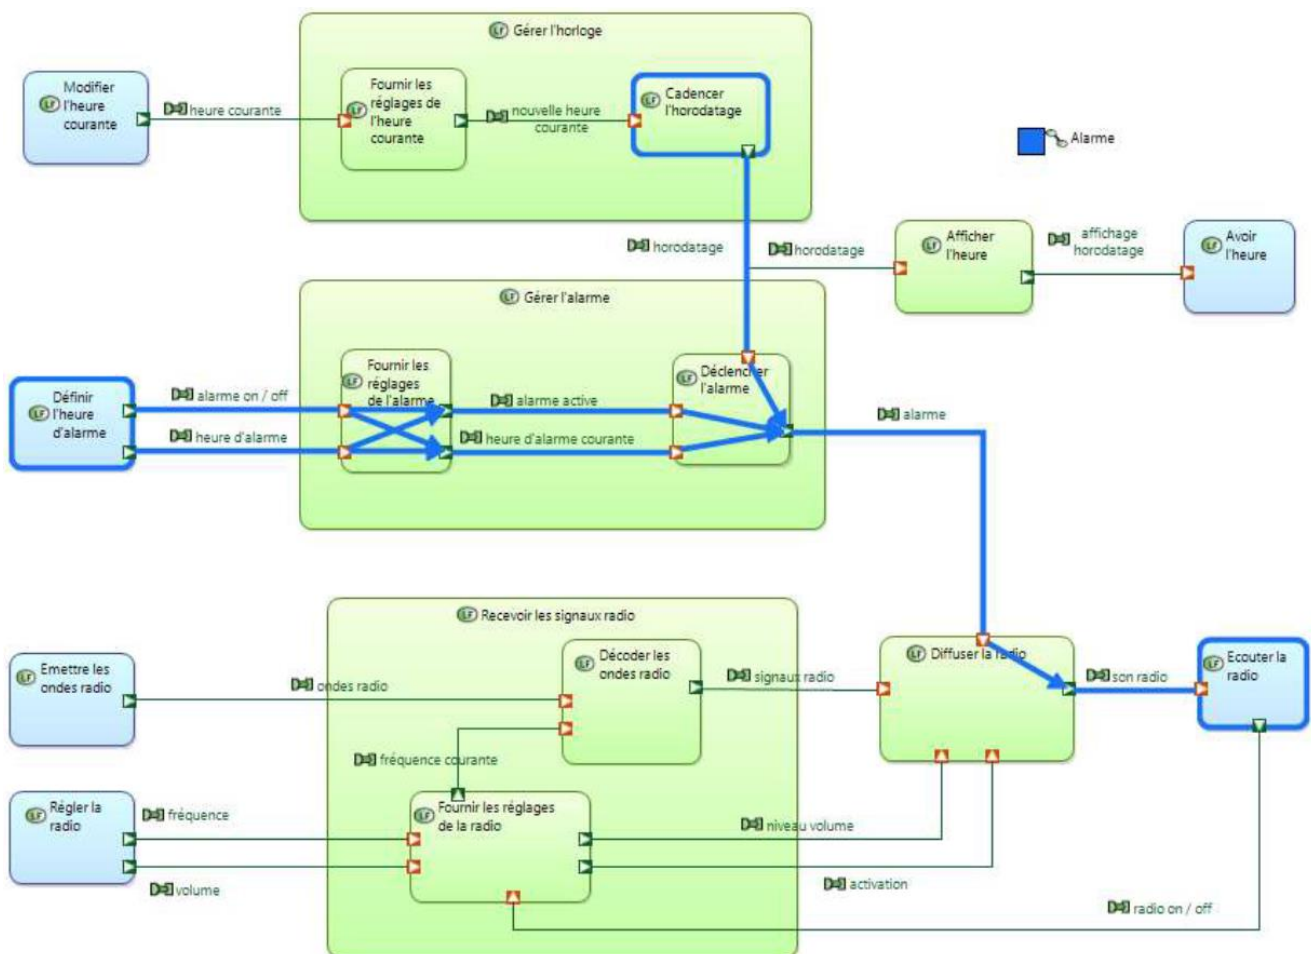 Gérer l'horloge
Modifier
l'heure
courante
heure courante
Fournir les
réglages de
l'heure
courante
nouvelle heure
courante
Cadencer
l'horodatage
Alarme
horodatage
horodatage
Afficher
l'heure
affichage
horodatage
Avoir
l'heure
Gérer l'alarme
Définir
l'heure
d'alarme
alarme on / off
heure d'alarme
Fournir les
réglages
de l'alarme
alarme active
heure d'alarme courante
Déclencher
l'alarme
alarme
Recevoir les signaux radio
Emettre les
ondes radio
ondes radio
Décoder les
ondes radio
signaux radio
Diffuser la radio
son radio
Ecouter la
radio
fréquence courante
Régler la
radio
fréquence
volume
Fournir les réglages
de la radio
niveau volume
activation
radio on / off